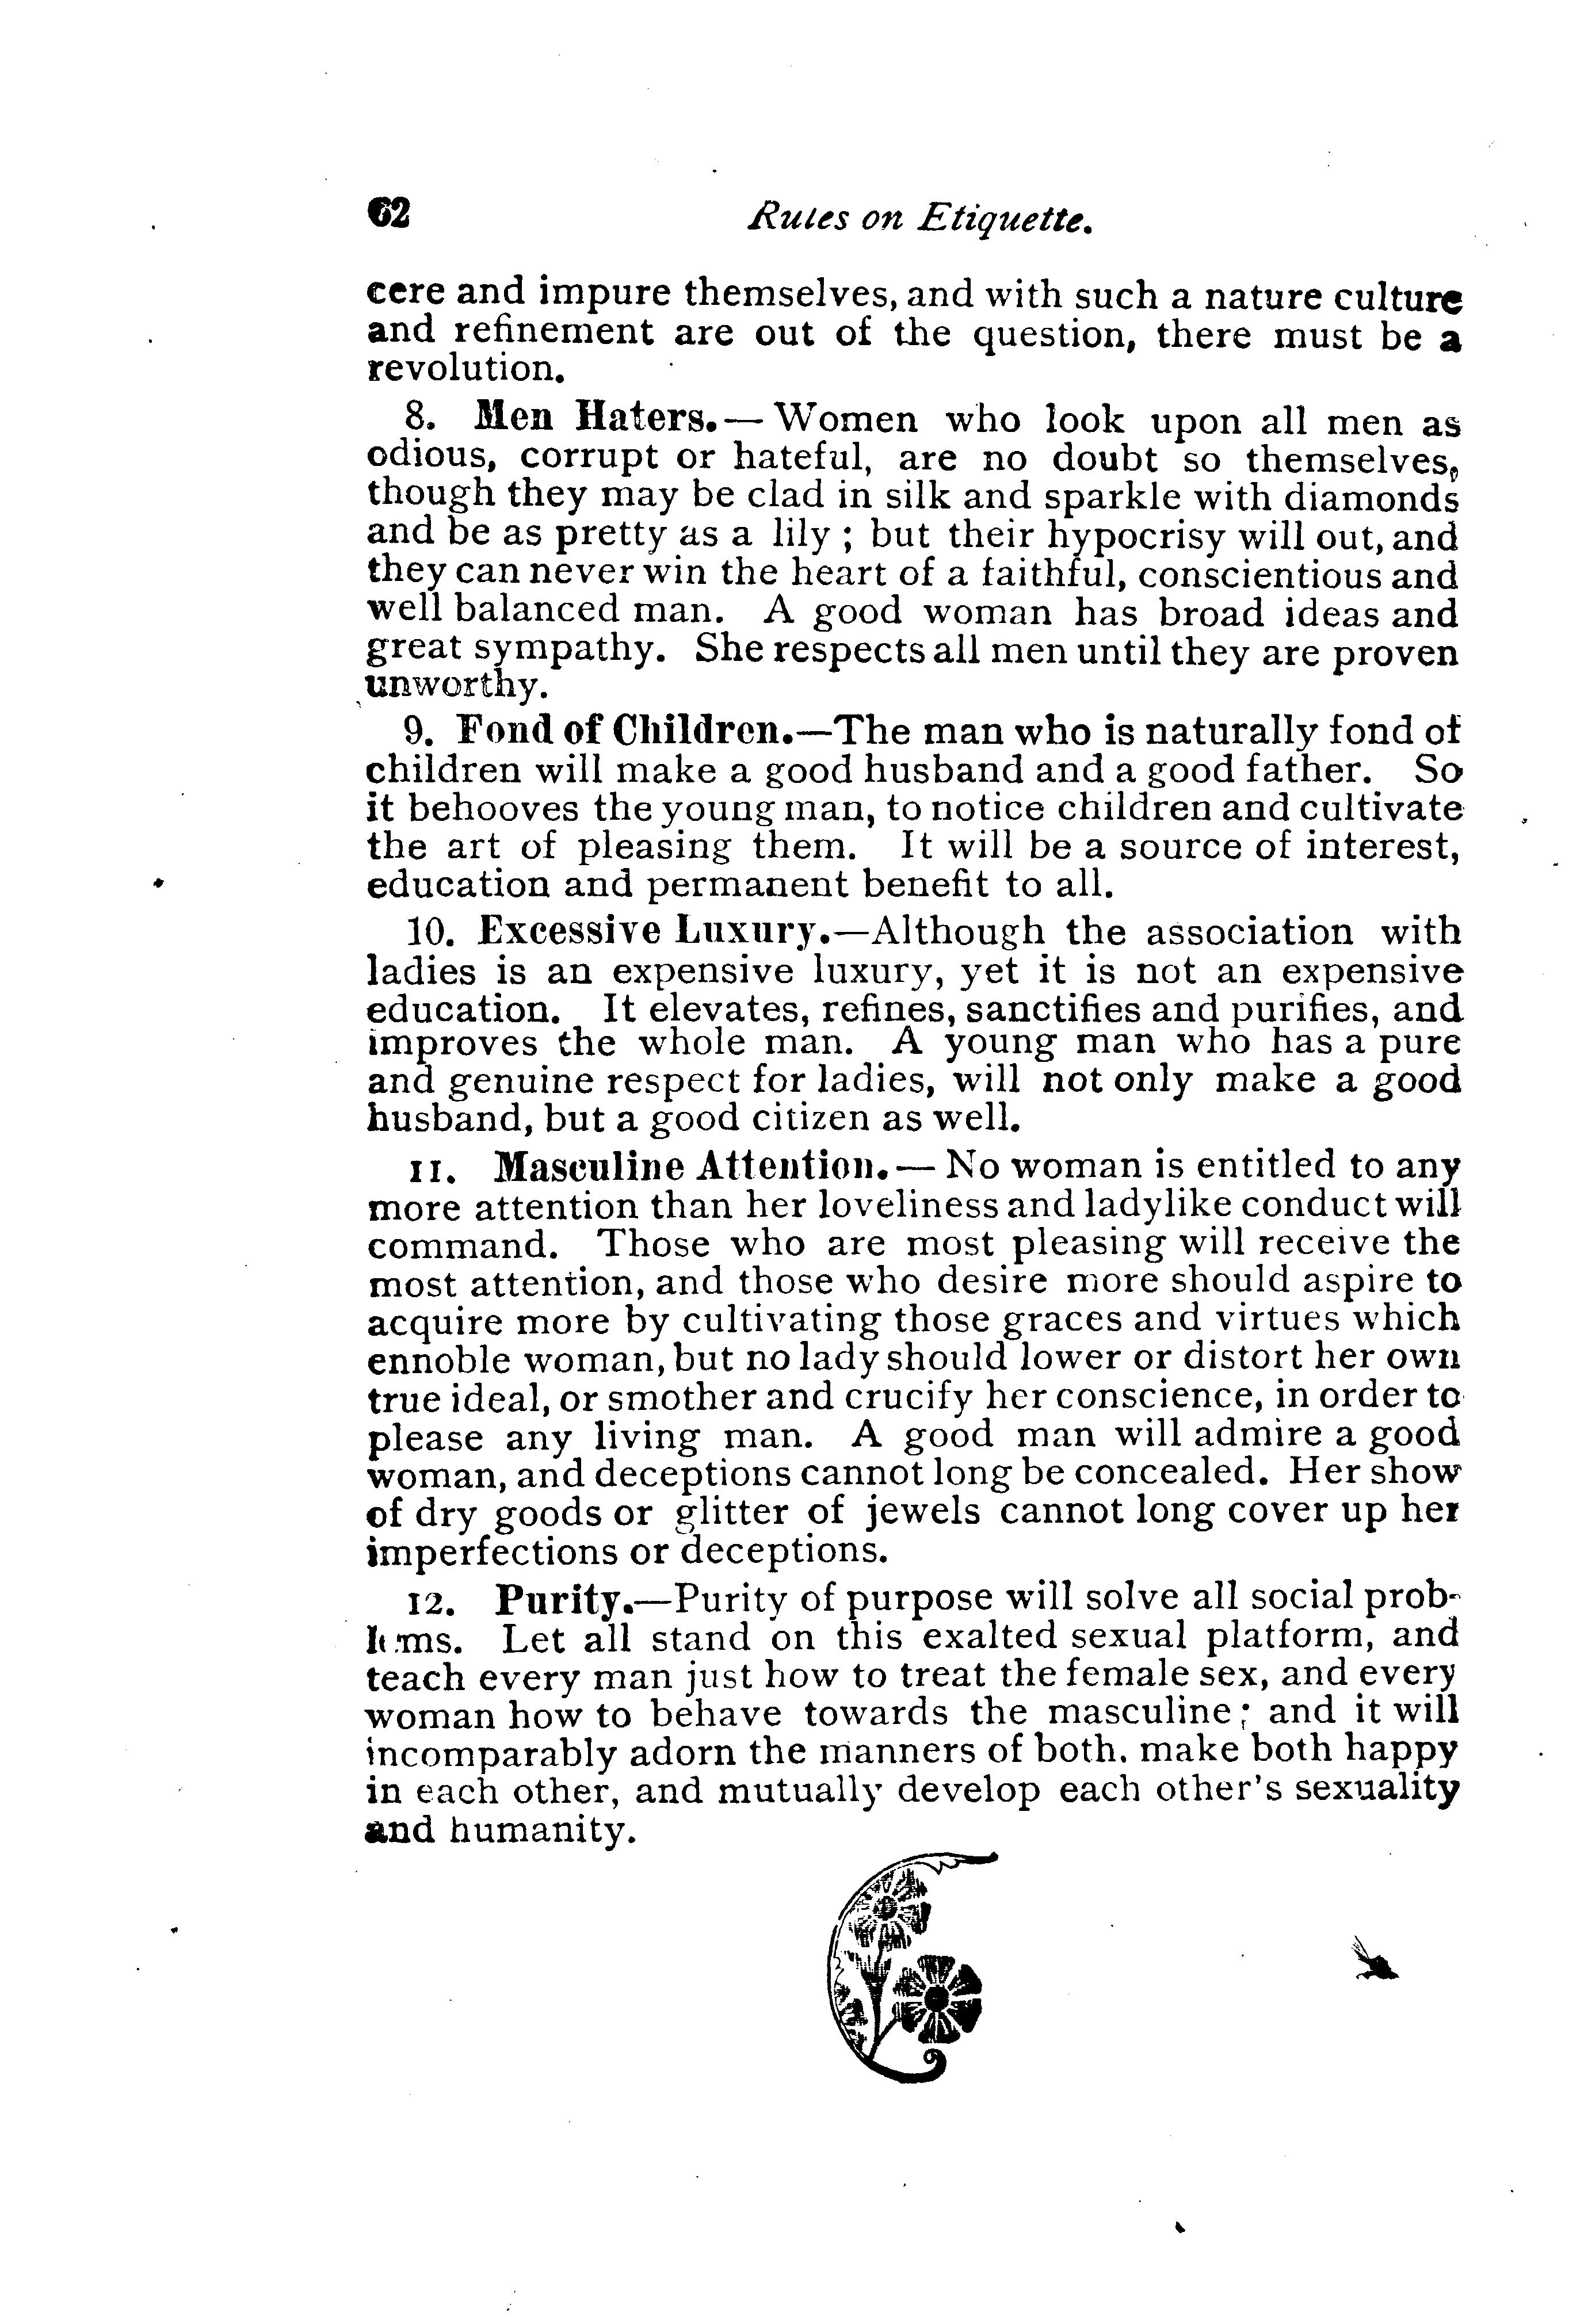 62 Rules on Etiquette.
cere and impure themselves, and with such a nature culture
and refinement are out of the question, there must be a
revolution.
8. Men Haters.— Women who look upon all men as
odious, corrupt or hateful, are no doubt so themselves,
though they may be clad in silk and sparkle with diamonds
and be as pretty as a lily ; but their hypocrisy will out, and
they can never win the heart of a faithful, conscientious and
well balanced man. A good woman has broad ideas and
great sympathy. She respects all men until they are proven
unworthy.
9. Fond of Children.—The man who is naturally fond of
children will make a good husband and a good father. So
it behooves the young man, to notice children and cultivate
the art of pleasing them. It will be a source of interest,
education and permanent benefit to all.
10. Excessive Luxury.—Although the association with
ladies is an expensive luxury, yet it is not an expensive
education. It elevates, refines, sanctifies and purifies, and
improves the whole man. A young man who has a pure
and genuine respect for ladies, will not only make a good
husband, but a good citizen as well.
11. Masculine Attention.— No woman is entitled to any
more attention than her loveliness and ladylike conduct will
command. Those who are most pleasing will receive the
most attention, and those who desire more should aspire to
acquire more by cultivating those graces and virtues which
ennoble woman, but no lady should lower or distort her own
true ideal, or smother and crucify her conscience, in order to
please any living man. A good man will admire a good
woman, and deceptions cannot long be concealed. Her show
of dry goods or glitter of jewels cannot long cover up her
imperfections or deceptions.
12. Purity.—Purity of purpose will solve all social prob-
lems. Let all stand on this exalted sexual platform, and
teach every man just how to treat the female sex, and every
woman how to behave towards the masculine; and it will
incomparably adorn the manners of both. make both happy
in each other, and mutually develop each other's sexuality
and humanity.